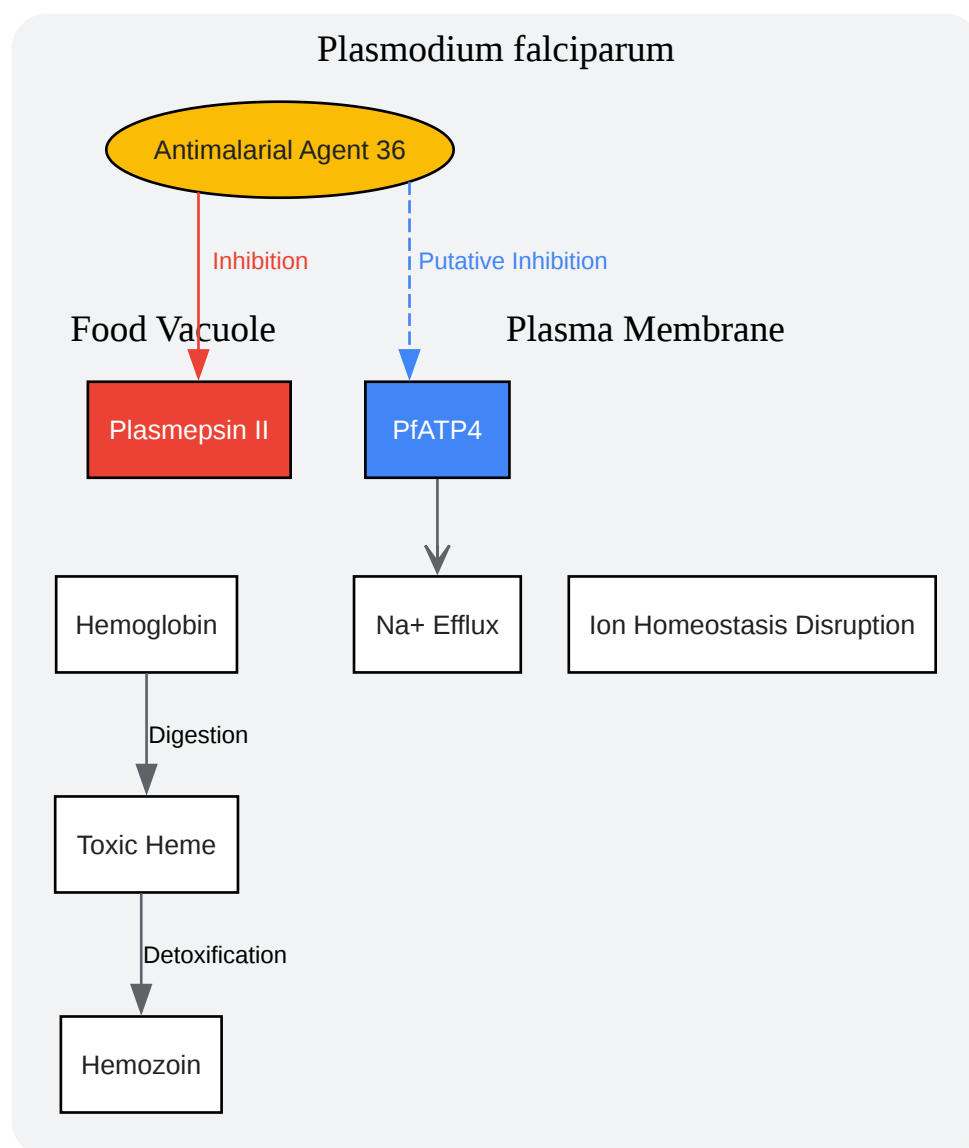 Plasmodium falciparum
Antimalarial Agent 36
Inhibition
Putative Inhibition
Food Vacuole
Plasma Membrane
Plasmepsin II
PfATP4
Hemoglobin
Na+ Efflux
Ion Homeostasis Disruption
Digestion
Toxic Heme
Detoxification
Hemozoin